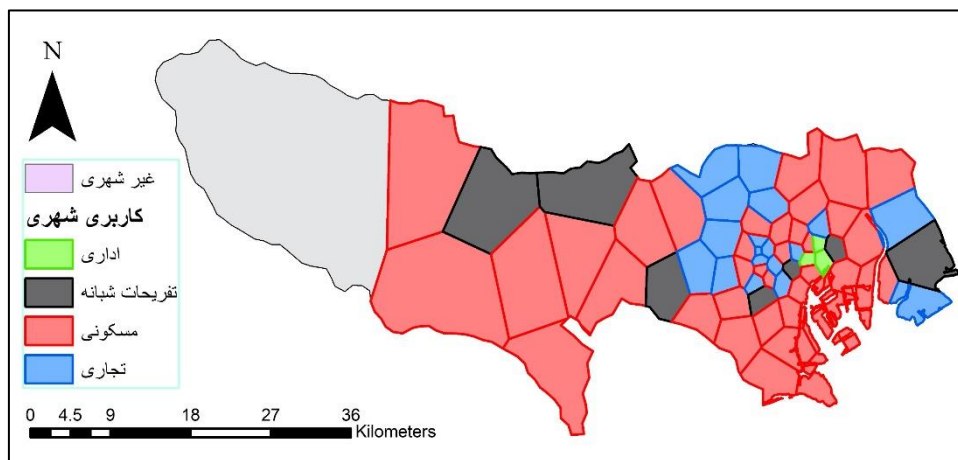 N
غیر شهری
کاربری شهری
اداری
تفریحات شبانه
مسکونی
تجاری
0 4.5 9 18 27 36
Kilometers